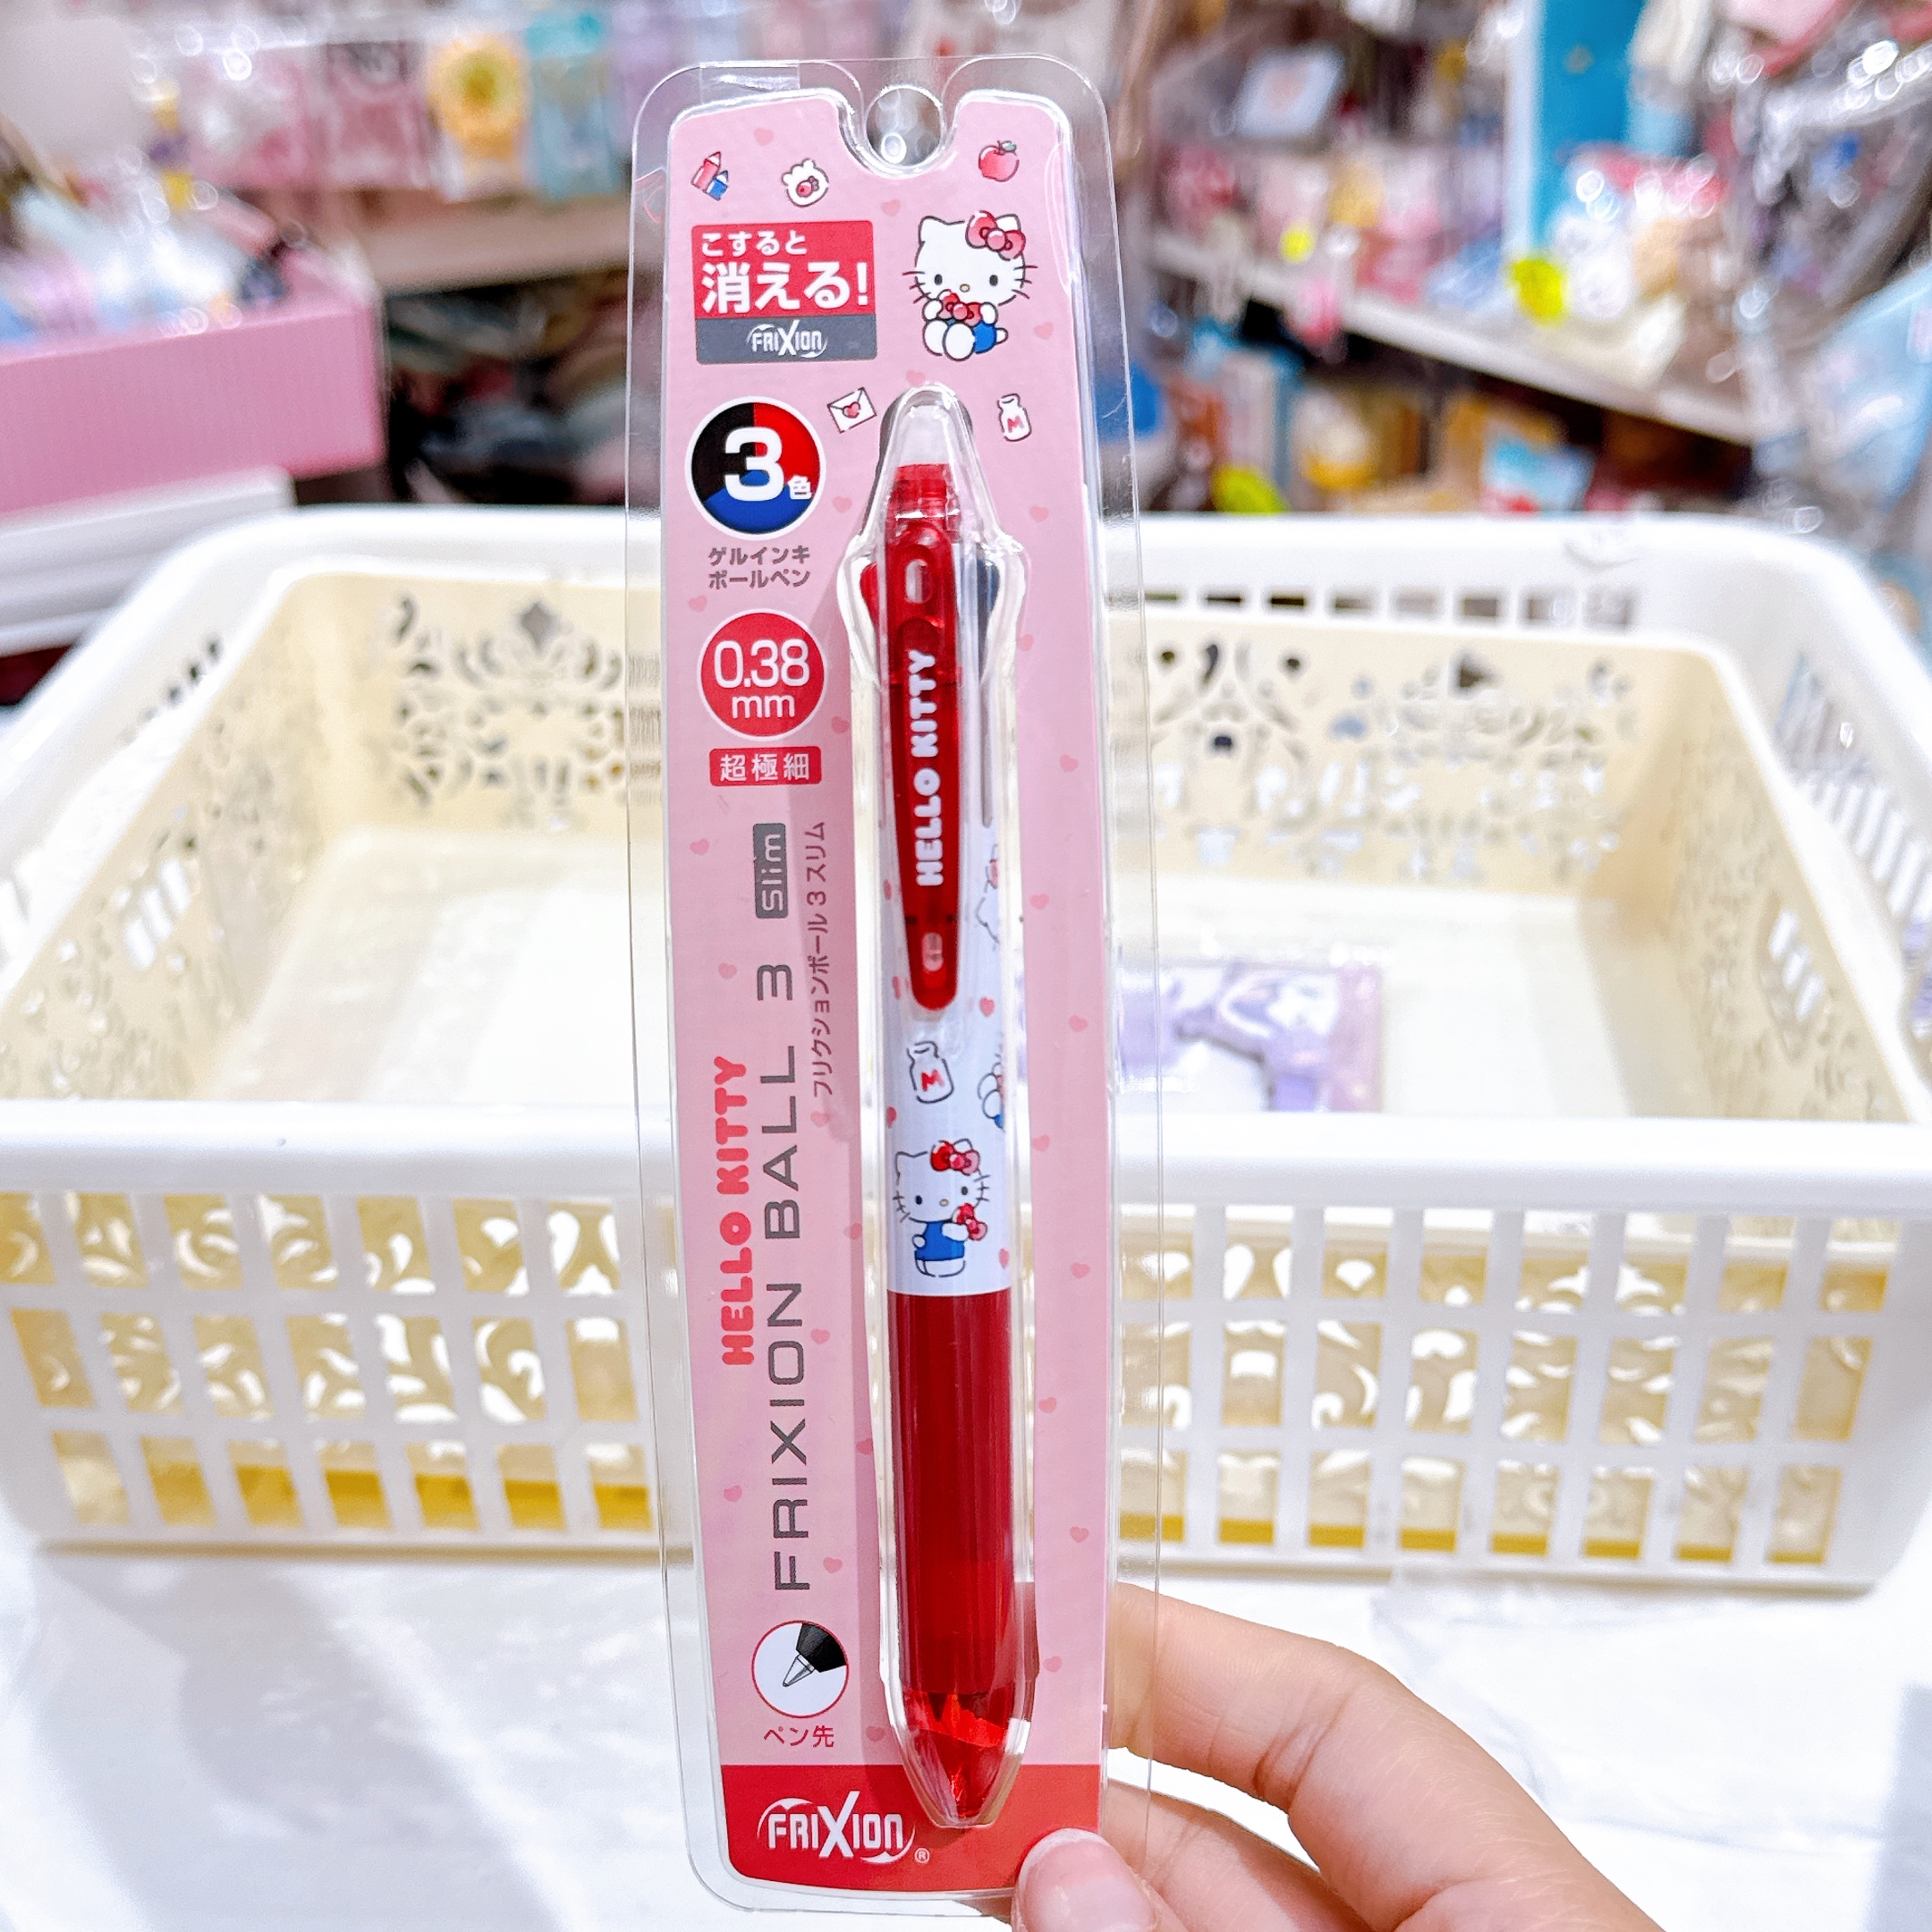 こすると
消える!
FRIXION
3色
ゲルインキ
ボールペン
0.38
mm
超極細
HELLO KITTY
FRIXION BALL 3 slim
フリクションボール3スリム
HELLO KITTY
M
M
ペン先
FRIXION®